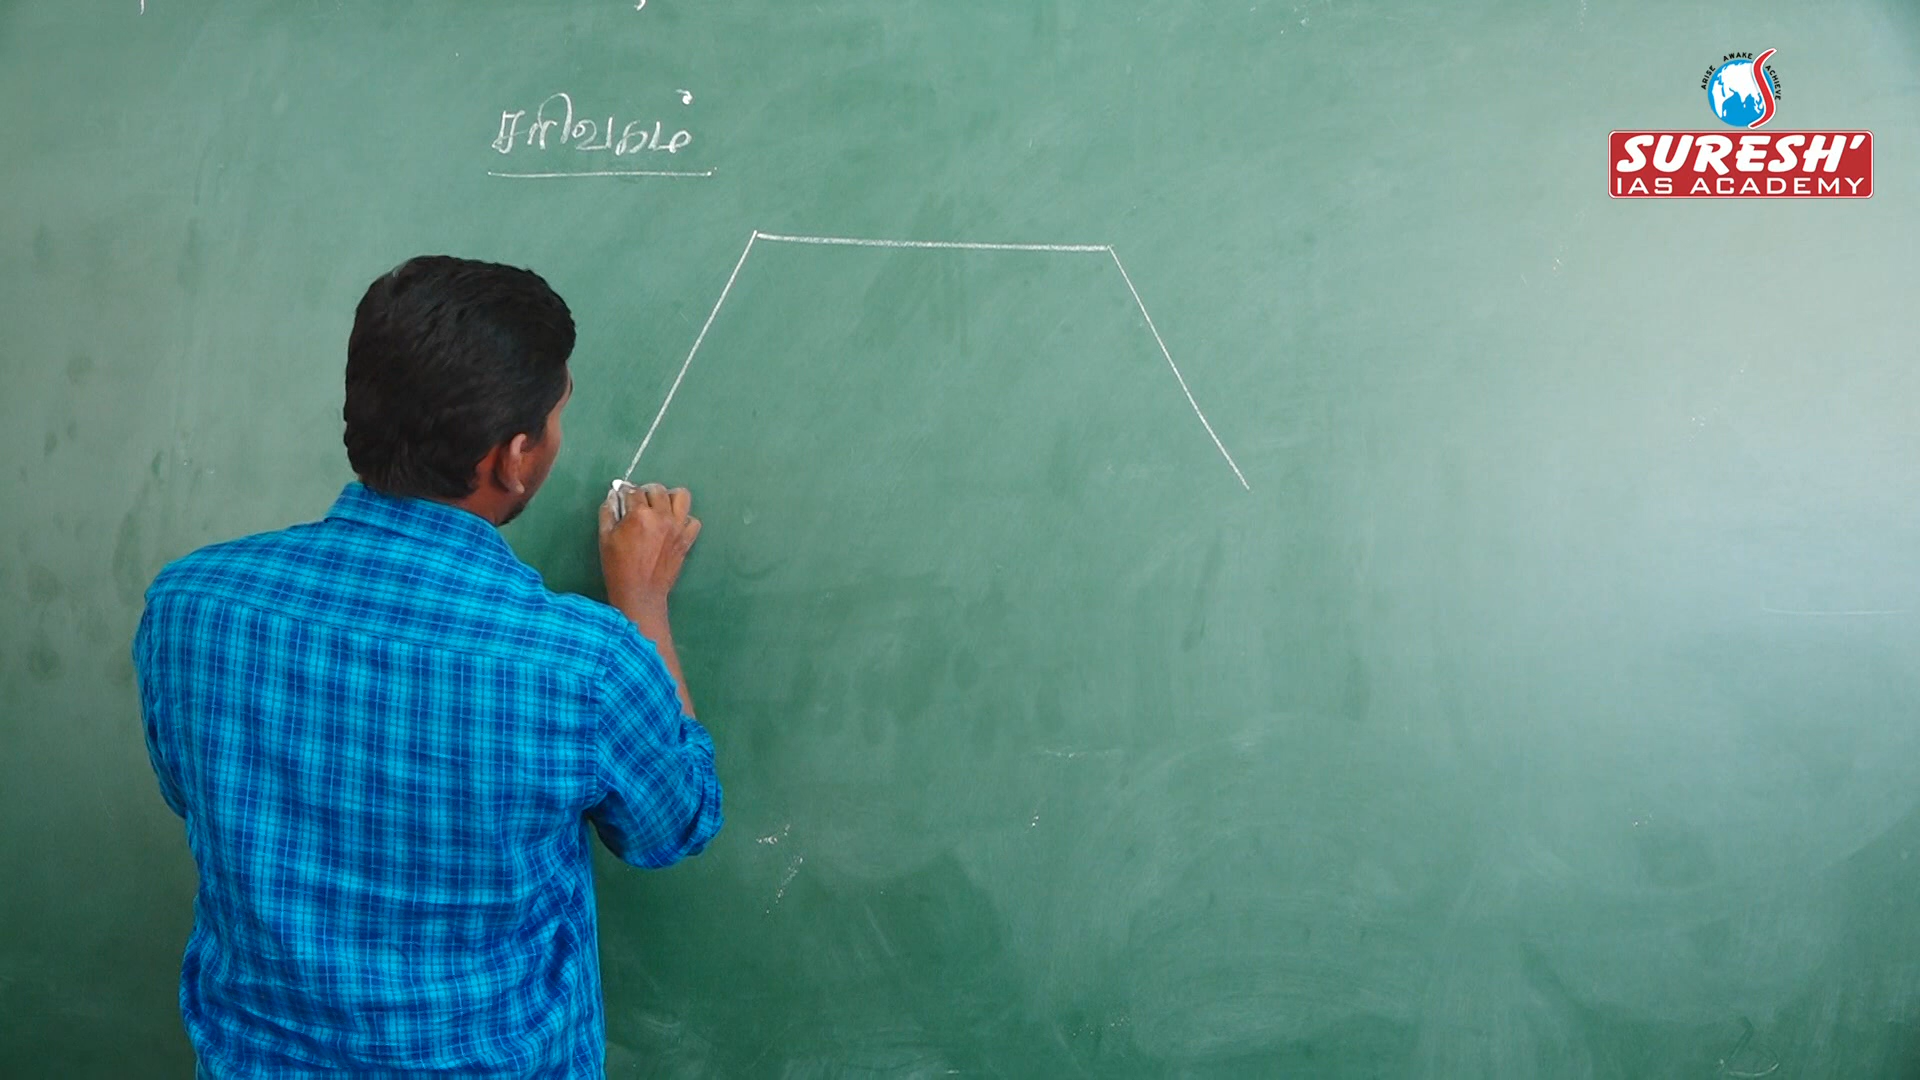 சரிவகம்
ARISE AWAKE ACHIEVE
SURESH'
IAS ACADEMY